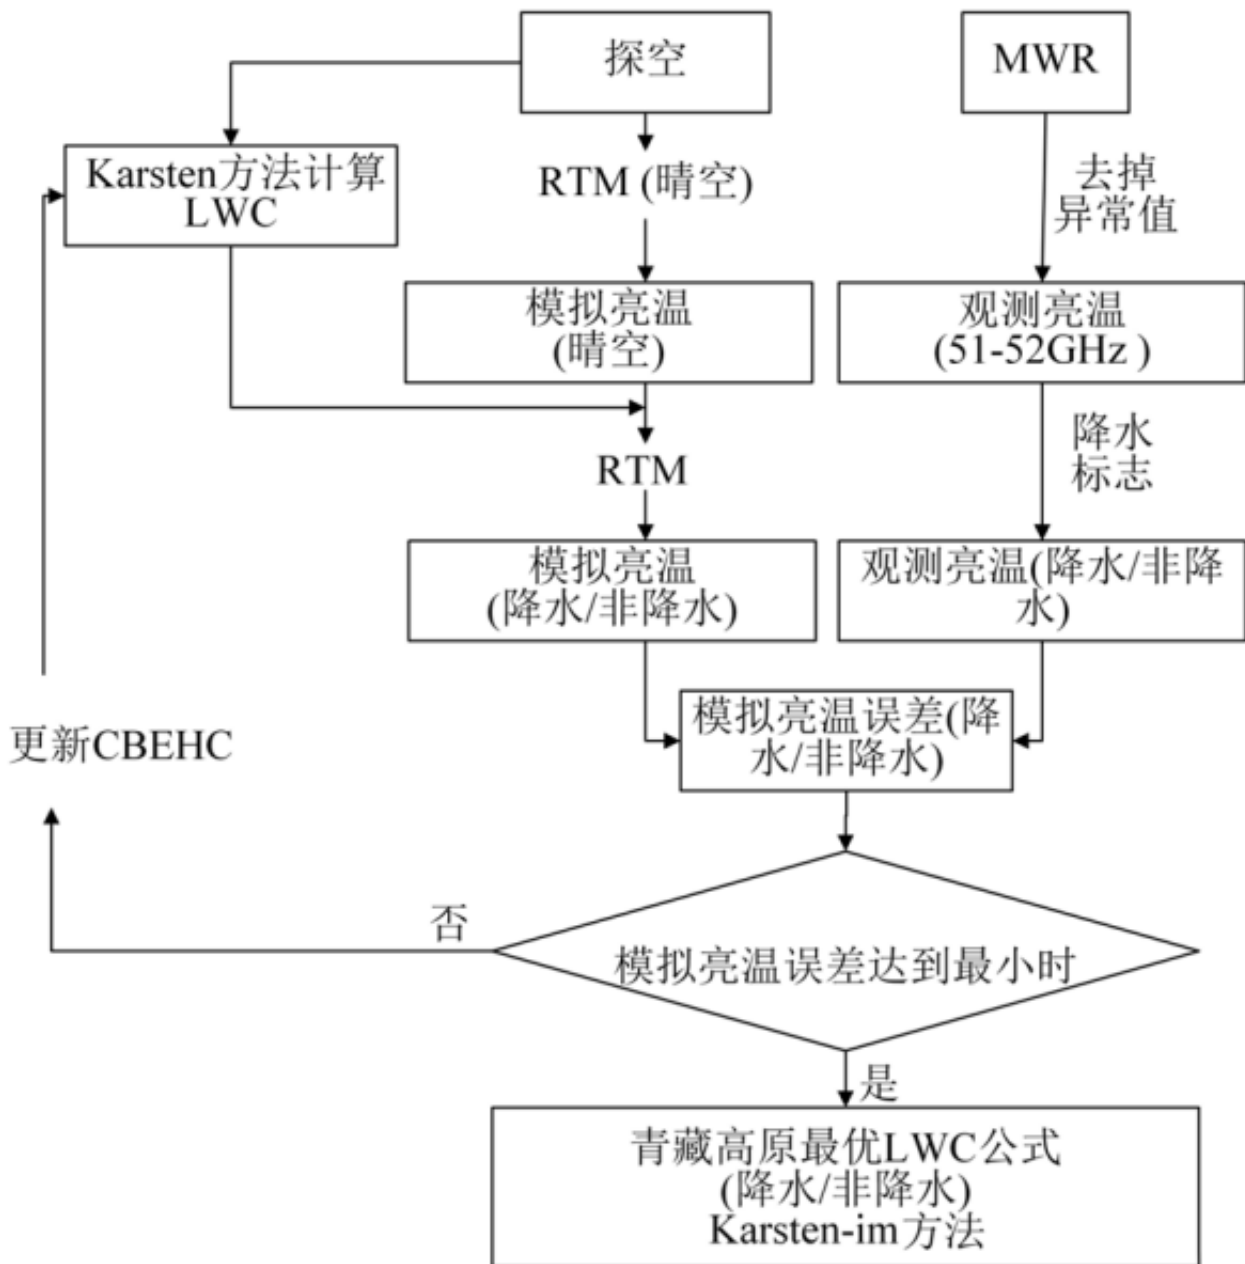 探空
MWR
Karsten方法计算
LWC
RTM (晴空)
去掉
异常值
模拟亮温
(晴空)
观测亮温
(51-52GHz )
RTM
降水
标志
模拟亮温
(降水/非降水)
观测亮温(降水/非降
水)
模拟亮温误差(降
水/非降水)
更新CBEHC
否
模拟亮温误差达到最小时
是
青藏高原最优LWC公式
(降水/非降水)
Karsten-im方法